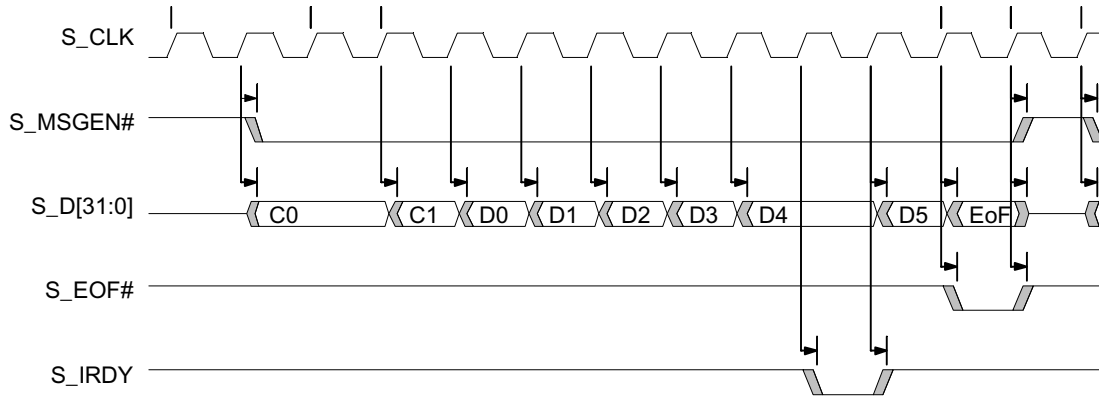 S_CLK
S_MSGEN#
S_D[31:0] C0 C1 D0 D1 D2 D3 D4 D5 EoF
S_EOF#
S_IRDY